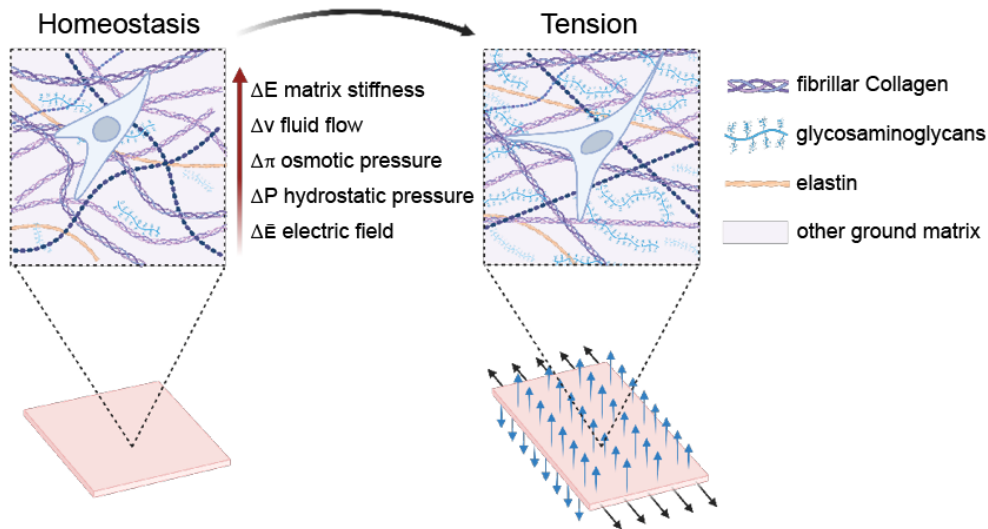 Homeostasis
Tension
ΔE matrix stiffness
Δv fluid flow
Δπ osmotic pressure
ΔP hydrostatic pressure
ΔĒ electric field
fibrillar Collagen
glycosaminoglycans
elastin
other ground matrix